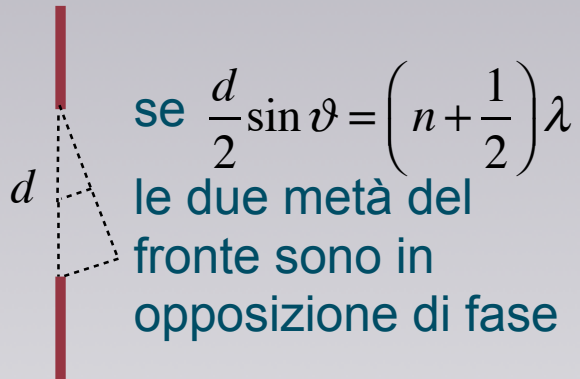 se d/2 sin ϑ = (n + 1/2) λ
d
le due metà del
fronte sono in
opposizione di fase